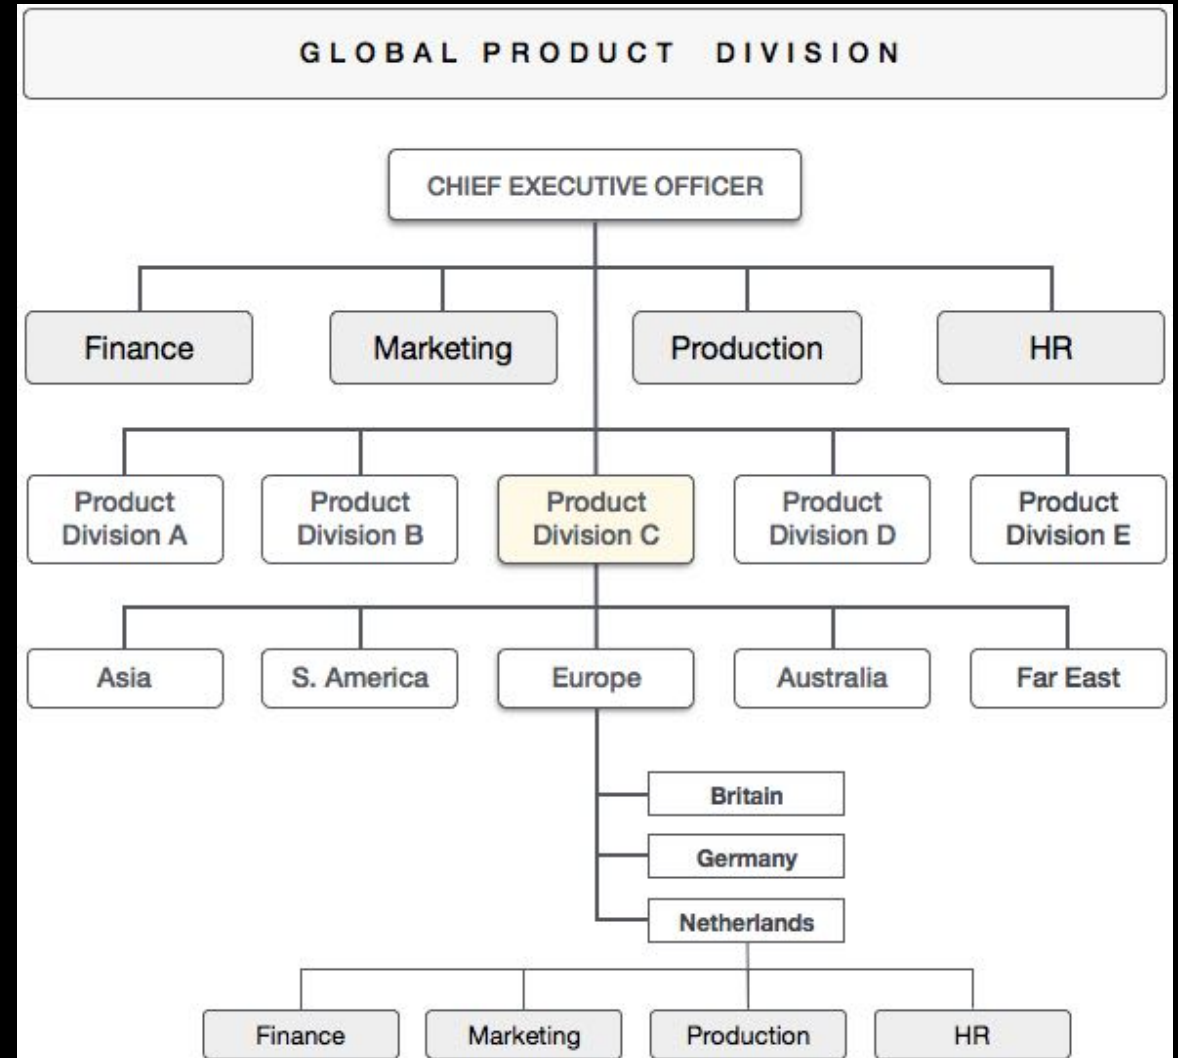 GLOBAL PRODUCT DIVISION
CHIEF EXECUTIVE OFFICER
Finance
Marketing
Production
HR
Product
Division A
Product
Division B
Product
Division C
Product
Division D
Product
Division E
Asia
S. America
Europe
Australia
Far East
Britain
Germany
Netherlands
Finance
Marketing
Production
HR